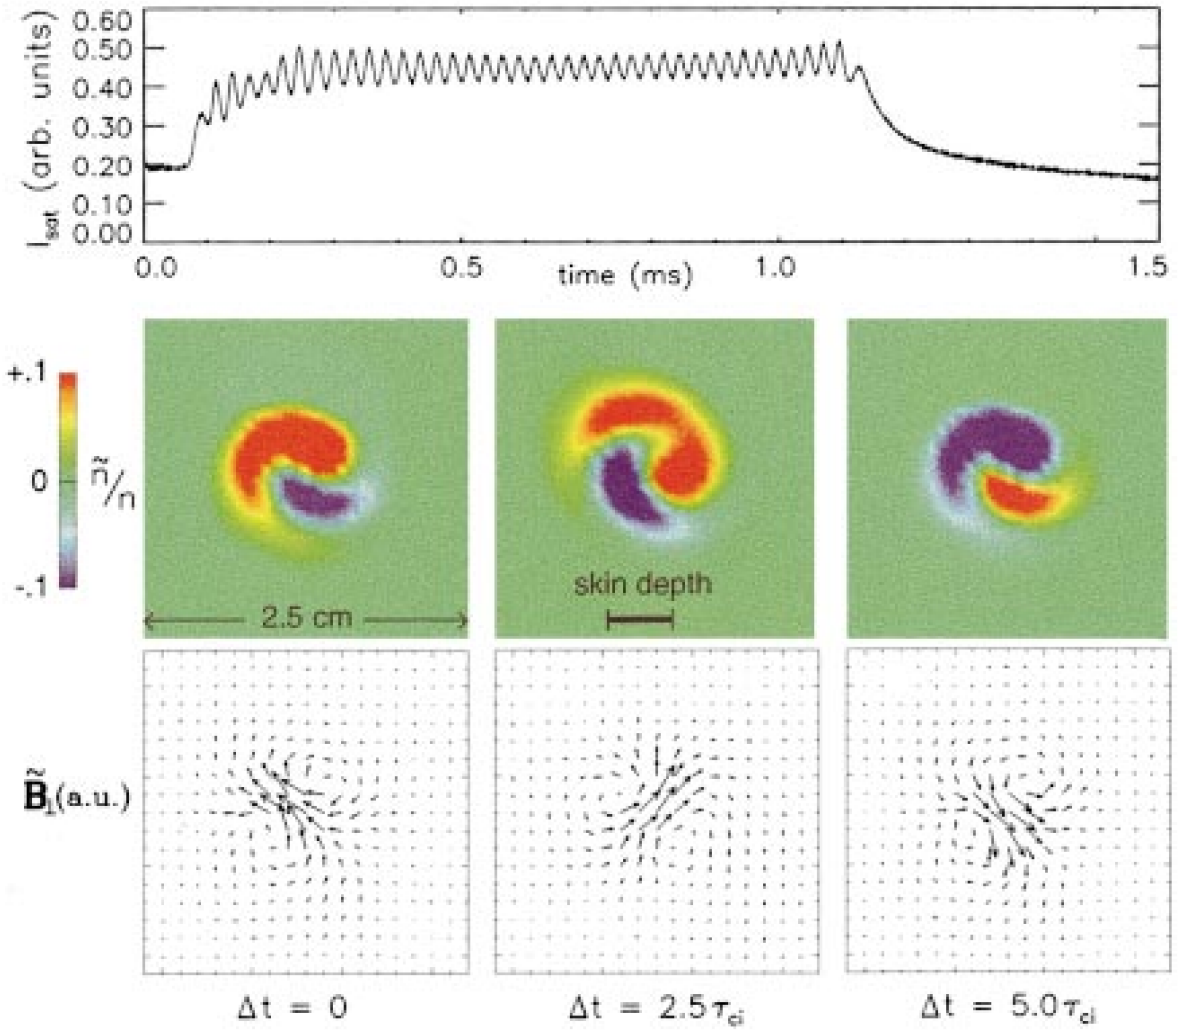 0.60
0.50
0.40
0.30
0.20
0.10
0.00
I_sat (arb. units)
0.0 0.5 1.0 1.5
time (ms)
+.1
0
-.1
ñ/n
2.5 cm
skin depth
B̃⊥(a.u.)
Δt = 0 Δt = 2.5τ_ci Δt = 5.0τ_ci